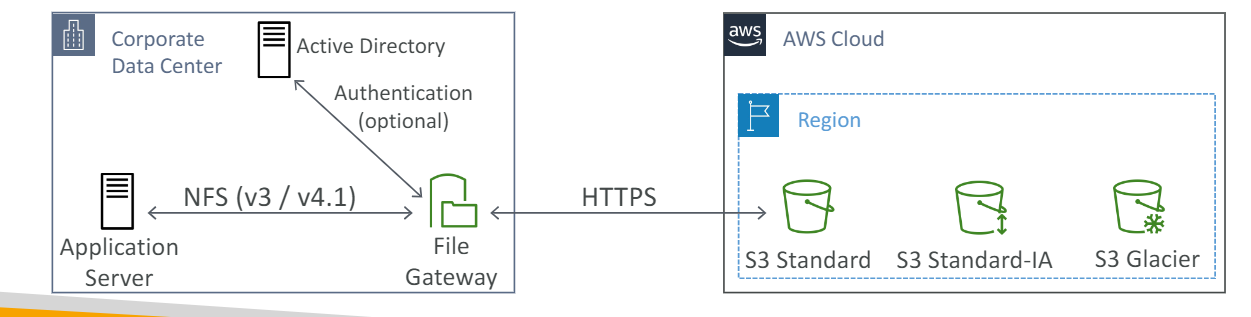 Corporate
Data Center
Active Directory
Authentication
(optional)
NFS (v3 / v4.1)
Application
Server
File
Gateway
HTTPS
aws
AWS Cloud
Region
S3 Standard
S3 Standard-IA
S3 Glacier